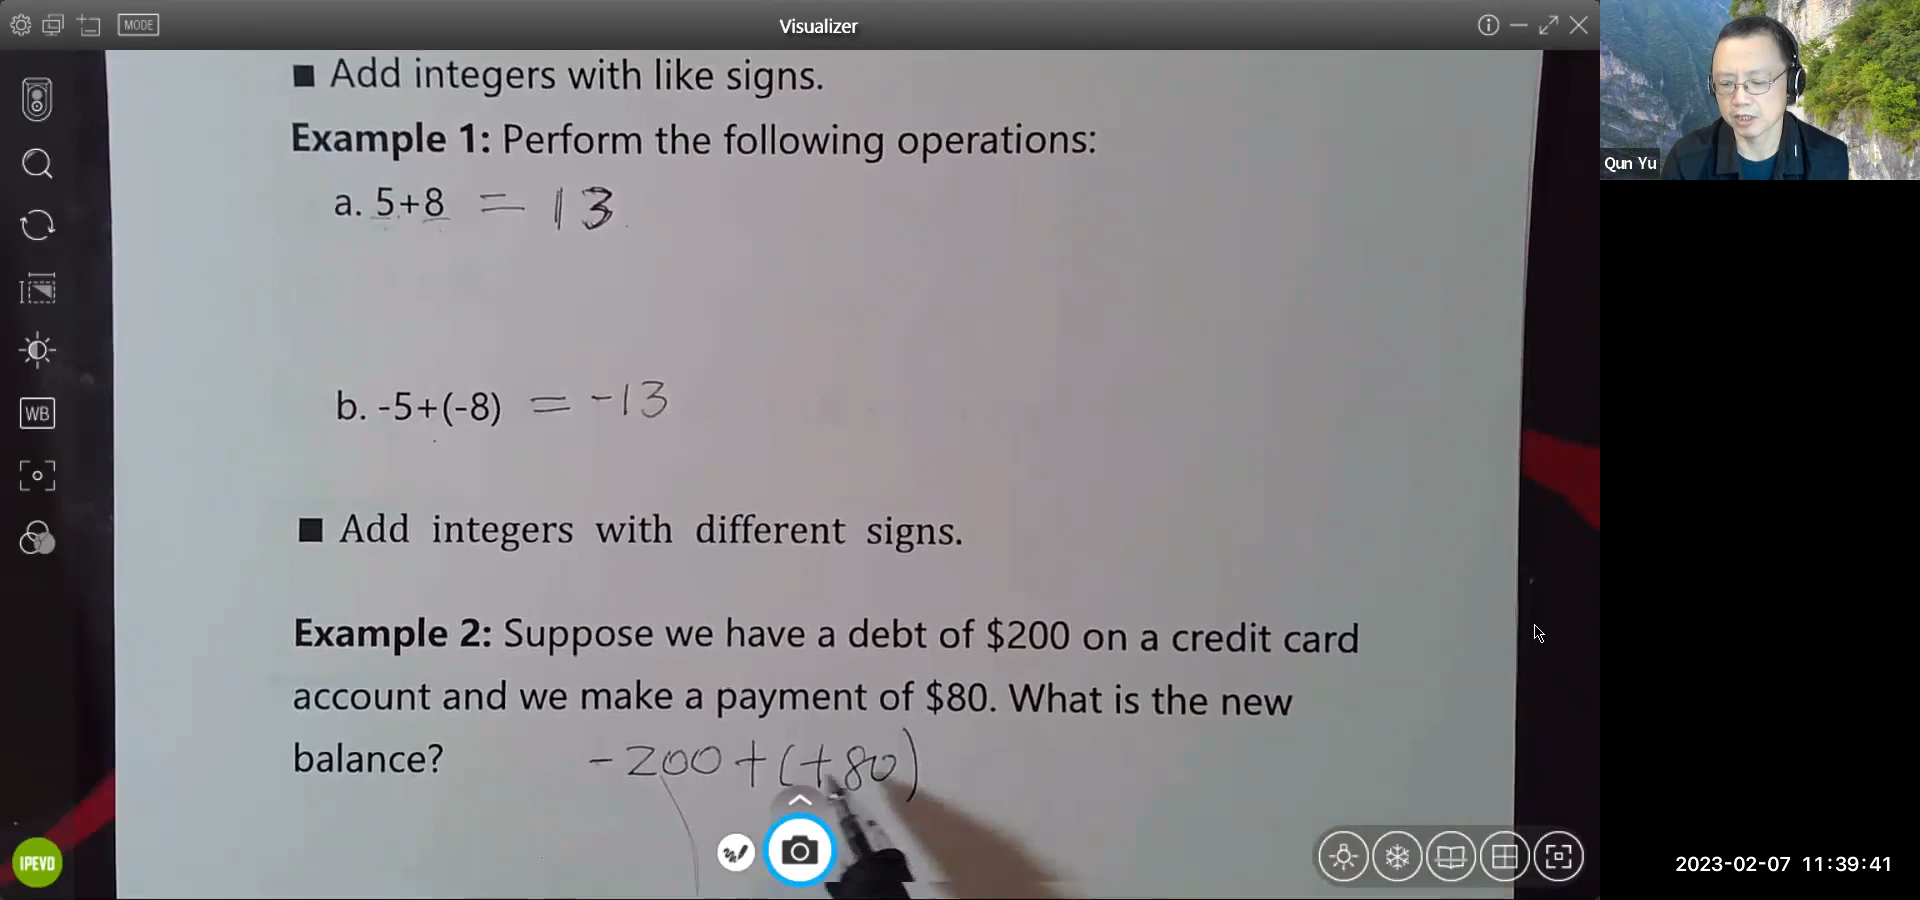 MODE
Visualizer
■ Add integers with like signs.
Example 1: Perform the following operations:
a. 5+8 = 13
b. -5+(-8) = -13
■ Add integers with different signs.
Example 2: Suppose we have a debt of $200 on a credit card
account and we make a payment of $80. What is the new
balance? -200+(+80)
WB
IPEVO
Qun Yu
2023-02-07 11:39:41